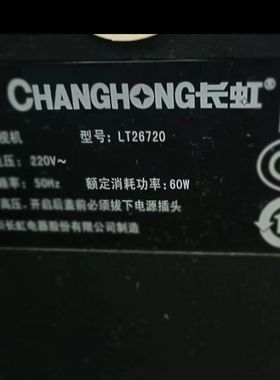 CHANGHONG长虹®
视机 型号: LT26720
电压: 220V~
频率: 50Hz 额定消耗功率: 60W
高压.开启后盖前必须拔下电源插头
川长虹电器股份有限公司制造